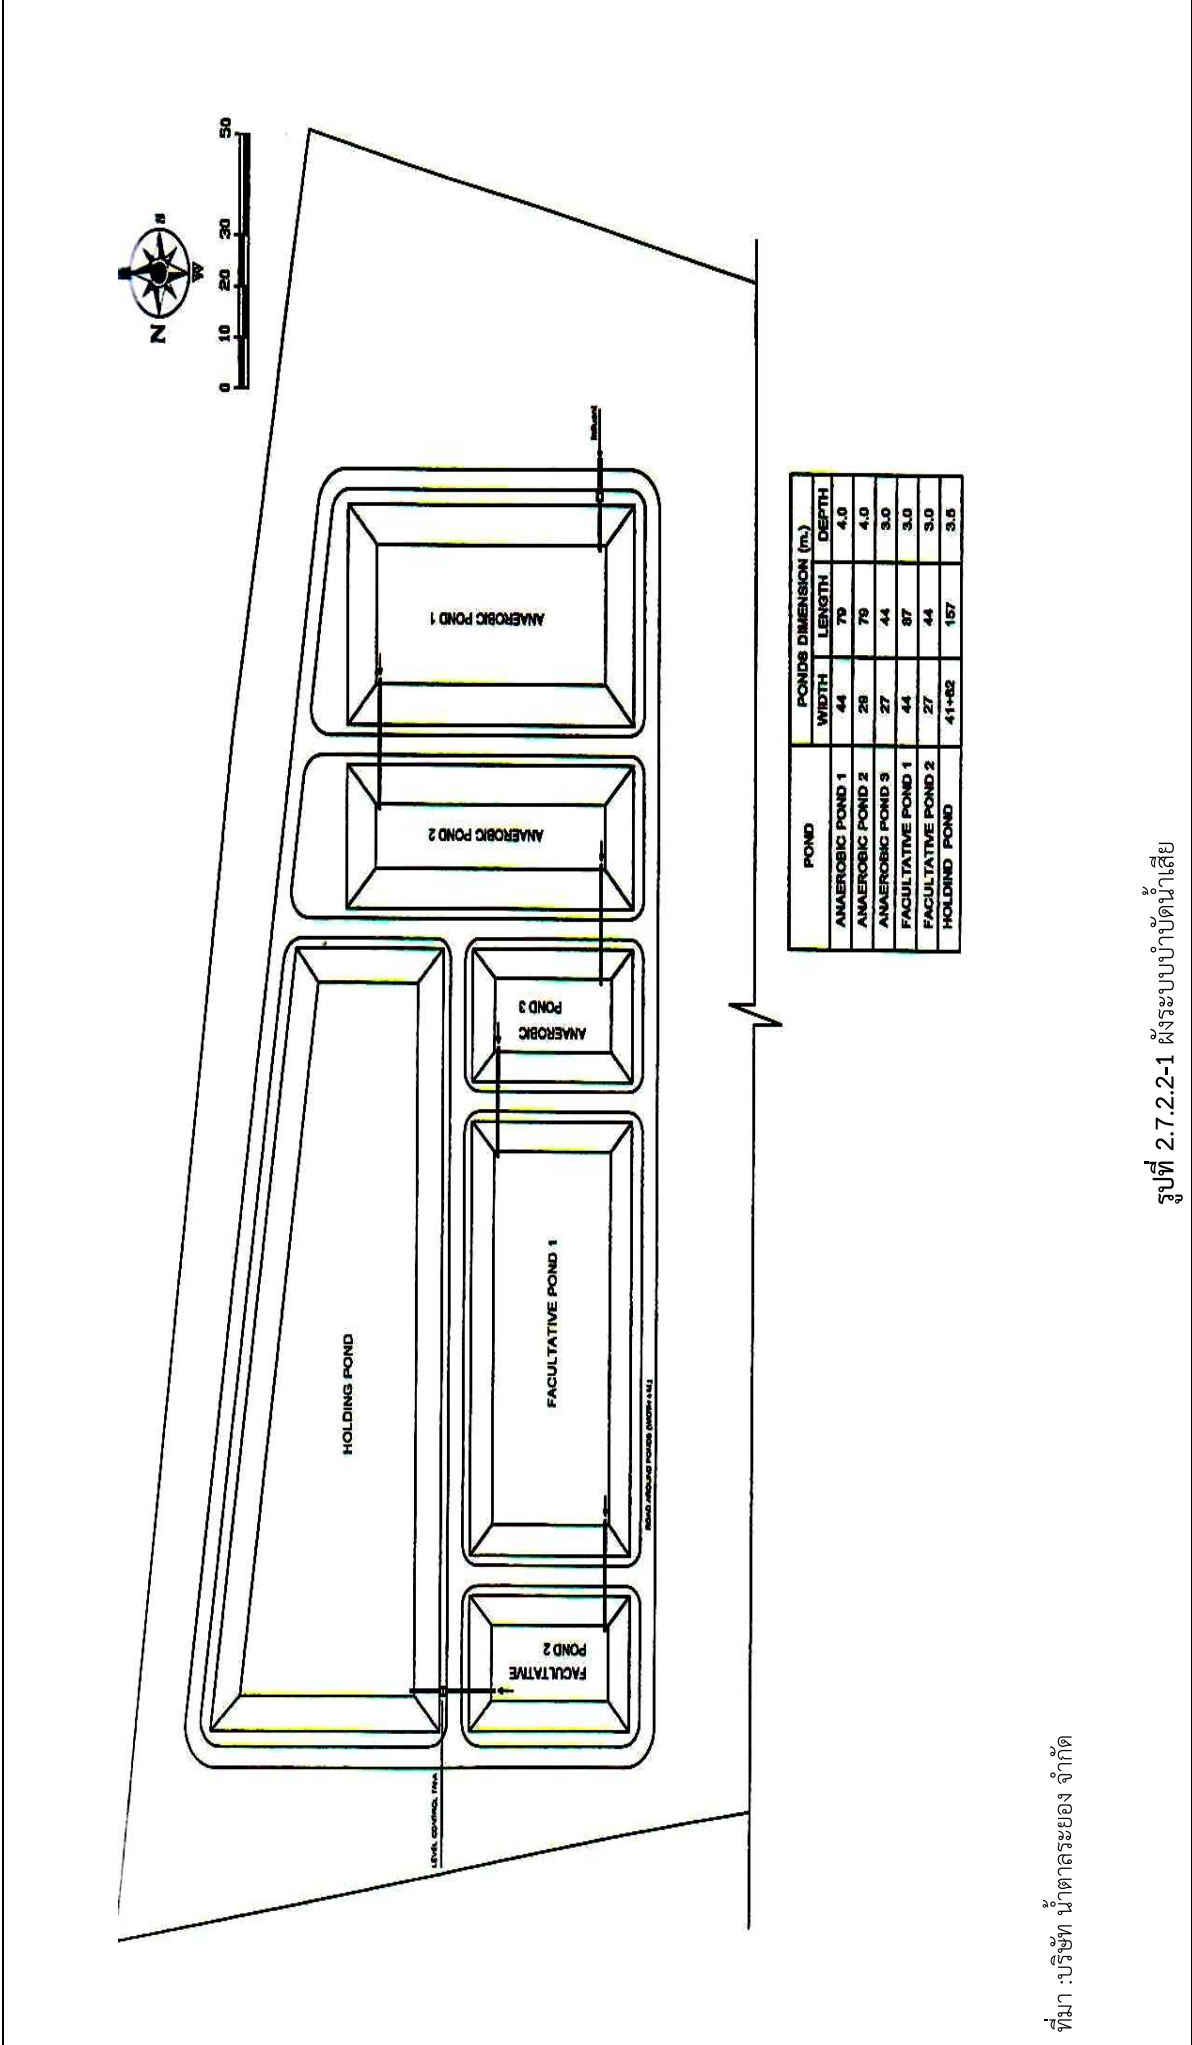 N
S
W
0 10 20 30 50
Influent
ANAEROBIC POND 1
ANAEROBIC POND 2
ANAEROBIC
POND 3
HOLDING POND
FACULTATIVE POND 1
FACULTATIVE
POND 2
LEVEL CONTROL
ROAD AROUND PONDS
POND PONDS DIMENSION (m.)
WIDTH LENGTH DEPTH
ANAEROBIC POND 1 44 79 4.0
ANAEROBIC POND 2 29 79 4.0
ANAEROBIC POND 3 27 44 3.0
FACULTATIVE POND 1 44 87 3.0
FACULTATIVE POND 2 27 44 3.0
HOLDIND POND 41+62 157 3.5
ที่มา :บริษัท น้ำตาลระยอง จำกัด
รูปที่ 2.7.2.2-1 ผังระบบบำบัดน้ำเสีย